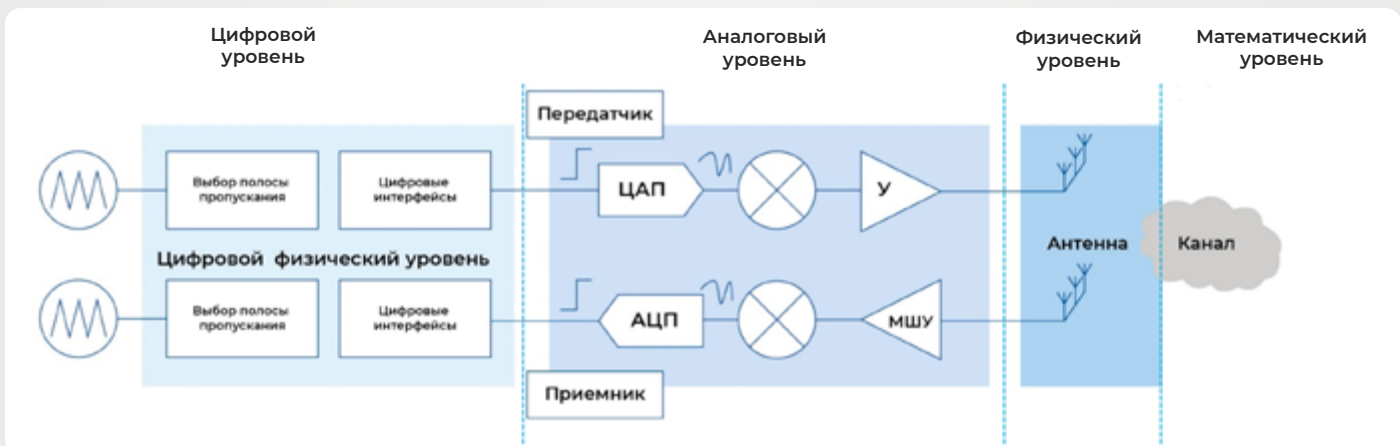 Цифровой
уровень
Аналоговый
уровень
Физический
уровень
Математический
уровень
Передатчик
Выбор полосы
пропускания
Цифровые
интерфейсы
ЦАП
У
Цифровой физический уровень
Антенна
Канал
Выбор полосы
пропускания
Цифровые
интерфейсы
АЦП
МШУ
Приемник